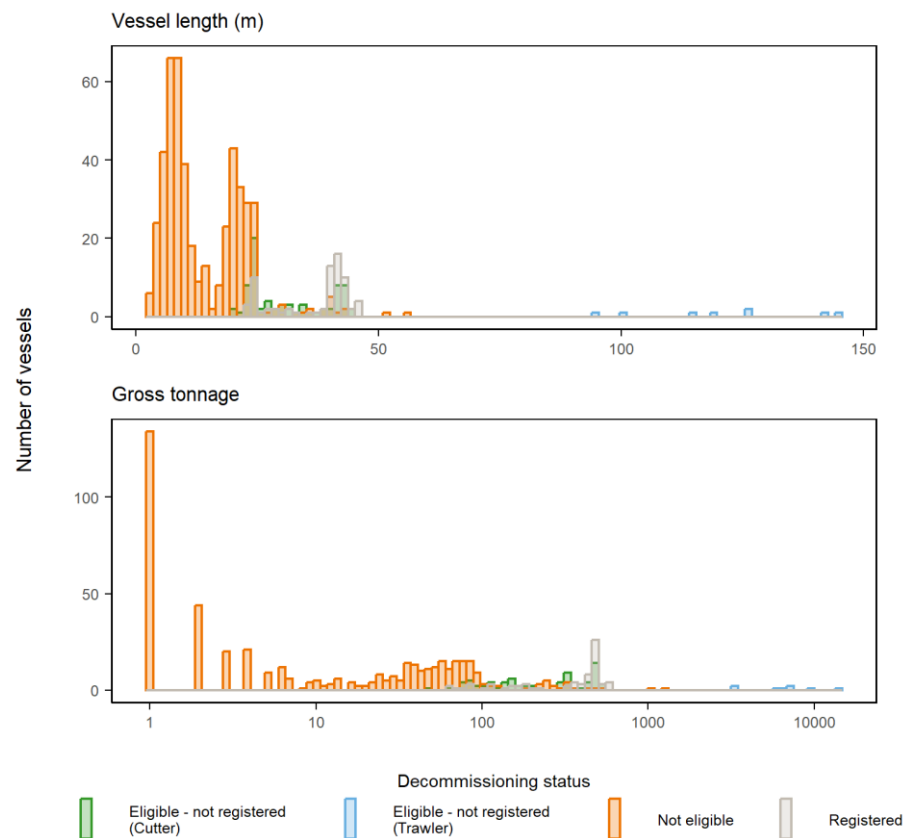 Vessel length (m)
60
40
20
0
0 50 100 150
Number of vessels
Gross tonnage
100
50
0
1 10 100 1000 10000
Decommissioning status
Eligible - not registered
(Cutter)
Eligible - not registered
(Trawler)
Not eligible
Registered